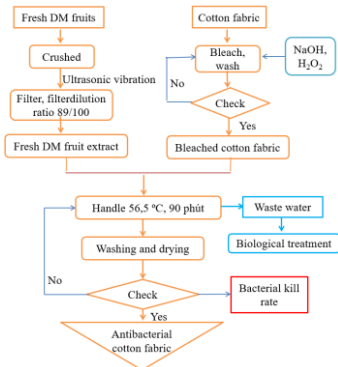 Fresh DM fruits
Cotton fabric
Crushed
Bleach,
wash
NaOH,
H₂O₂
No
Ultrasonic vibration
Filter, filterdilution
ratio 89/100
Check
Yes
Fresh DM fruit extract
Bleached cotton fabric
Handle 56,5 °C, 90 phút
Waste water
Washing and drying
Biological treatment
No
Check
Bacterial kill
rate
Yes
Antibacterial
cotton fabric